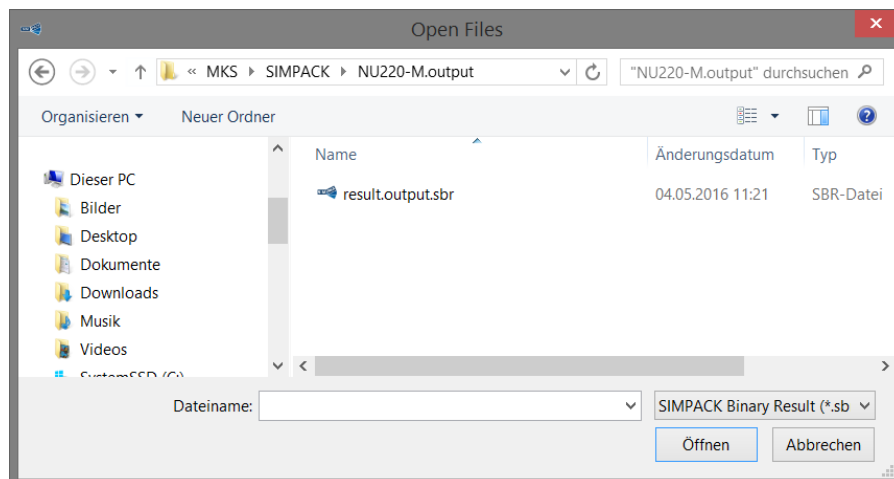 Open Files
« MKS SIMPACK NU220-M.output "NU220-M.output" durchsuchen
Organisieren Neuer Ordner
Name Änderungsdatum Typ
Dieser PC
result.output.sbr 04.05.2016 11:21 SBR-Datei
Bilder
Desktop
Dokumente
Downloads
Musik
Videos
SystemSSD (C:)
Dateiname: SIMPACK Binary Result (*.sb
Öffnen Abbrechen